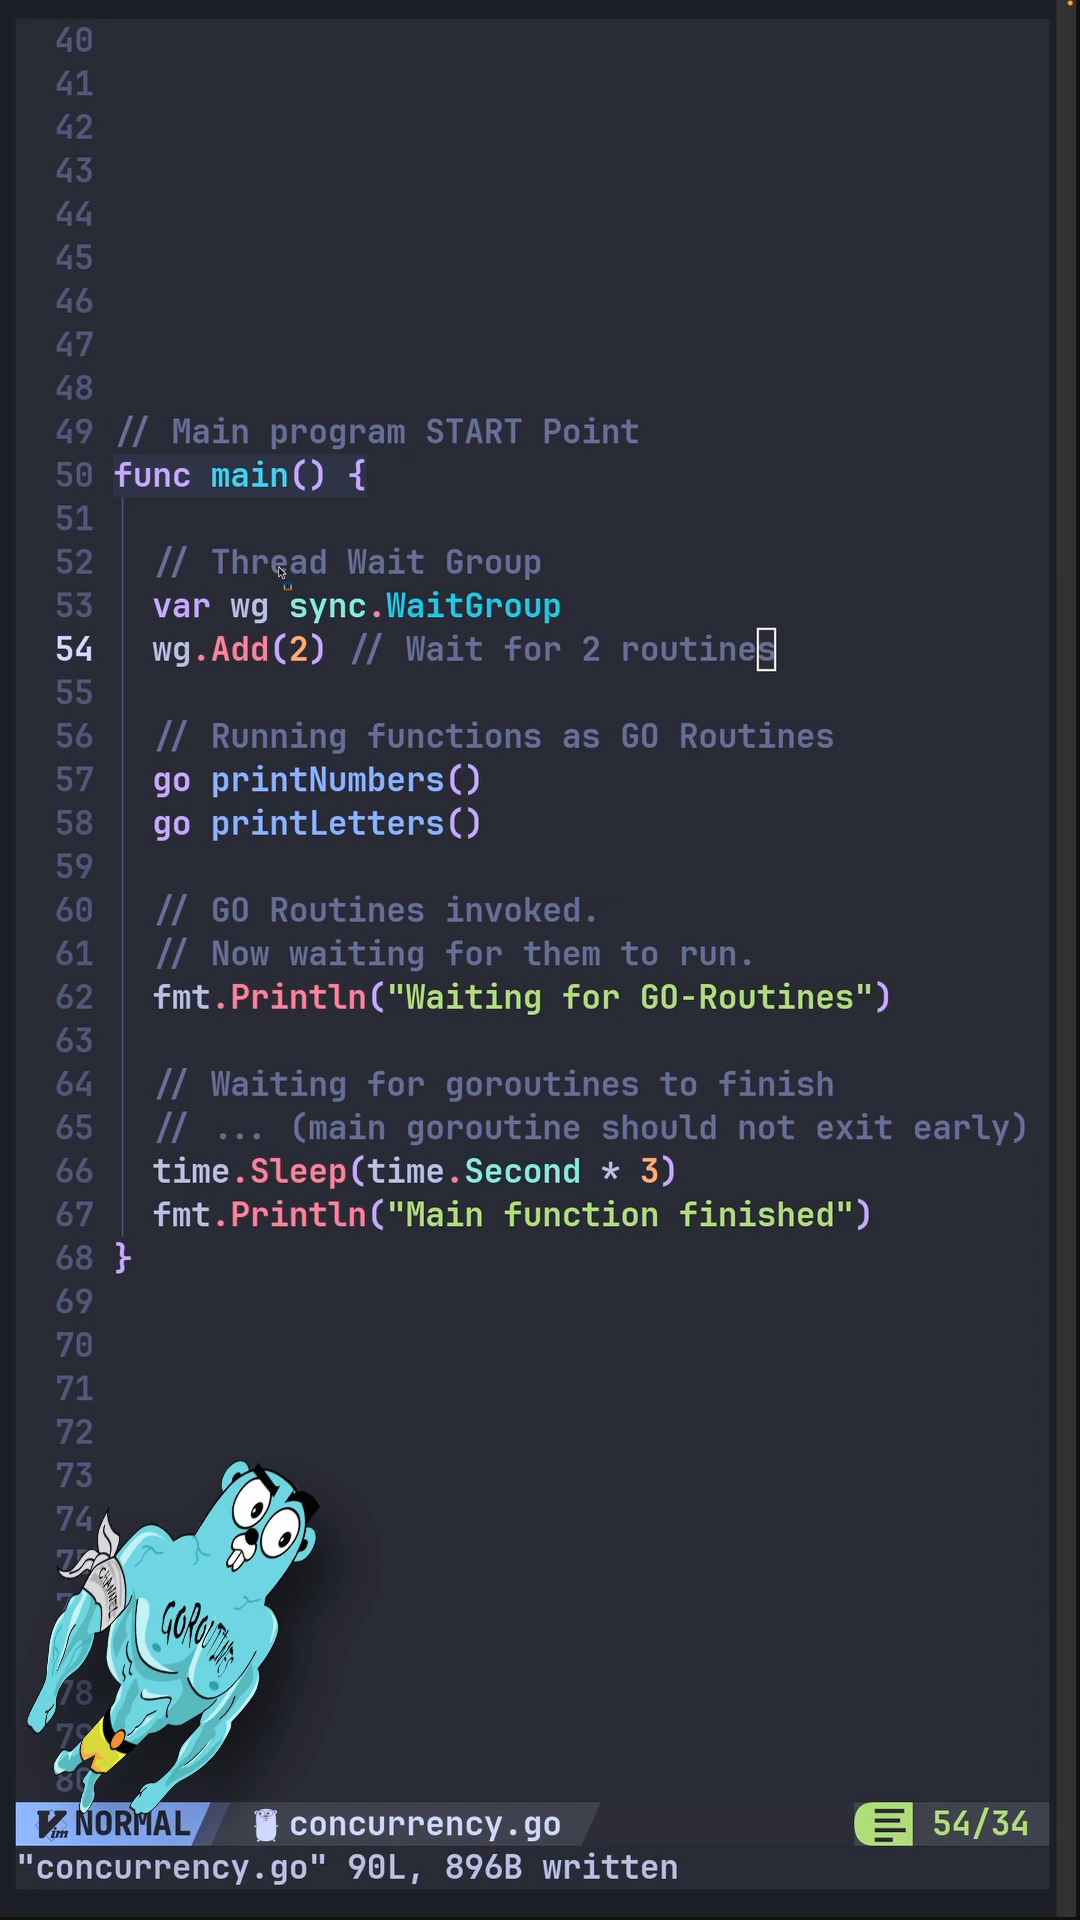 40
41
42
43
44
45
46
47
48
49 // Main program START Point
50 func main() {
51
52 // Thread Wait Group
53 var wg sync.WaitGroup
54 wg.Add(2) // Wait for 2 routines
55
56 // Running functions as GO Routines
57 go printNumbers()
58 go printLetters()
59
60 // GO Routines invoked.
61 // Now waiting for them to run.
62 fmt.Println("Waiting for GO-Routines")
63
64 // Waiting for goroutines to finish
65 // ... (main goroutine should not exit early)
66 time.Sleep(time.Second * 3)
67 fmt.Println("Main function finished")
68 }
69
70
71
72
73
74
CHANNEL
GOROUTINES
78
79
80
Vim NORMAL concurrency.go 54/34
"concurrency.go" 90L, 896B written